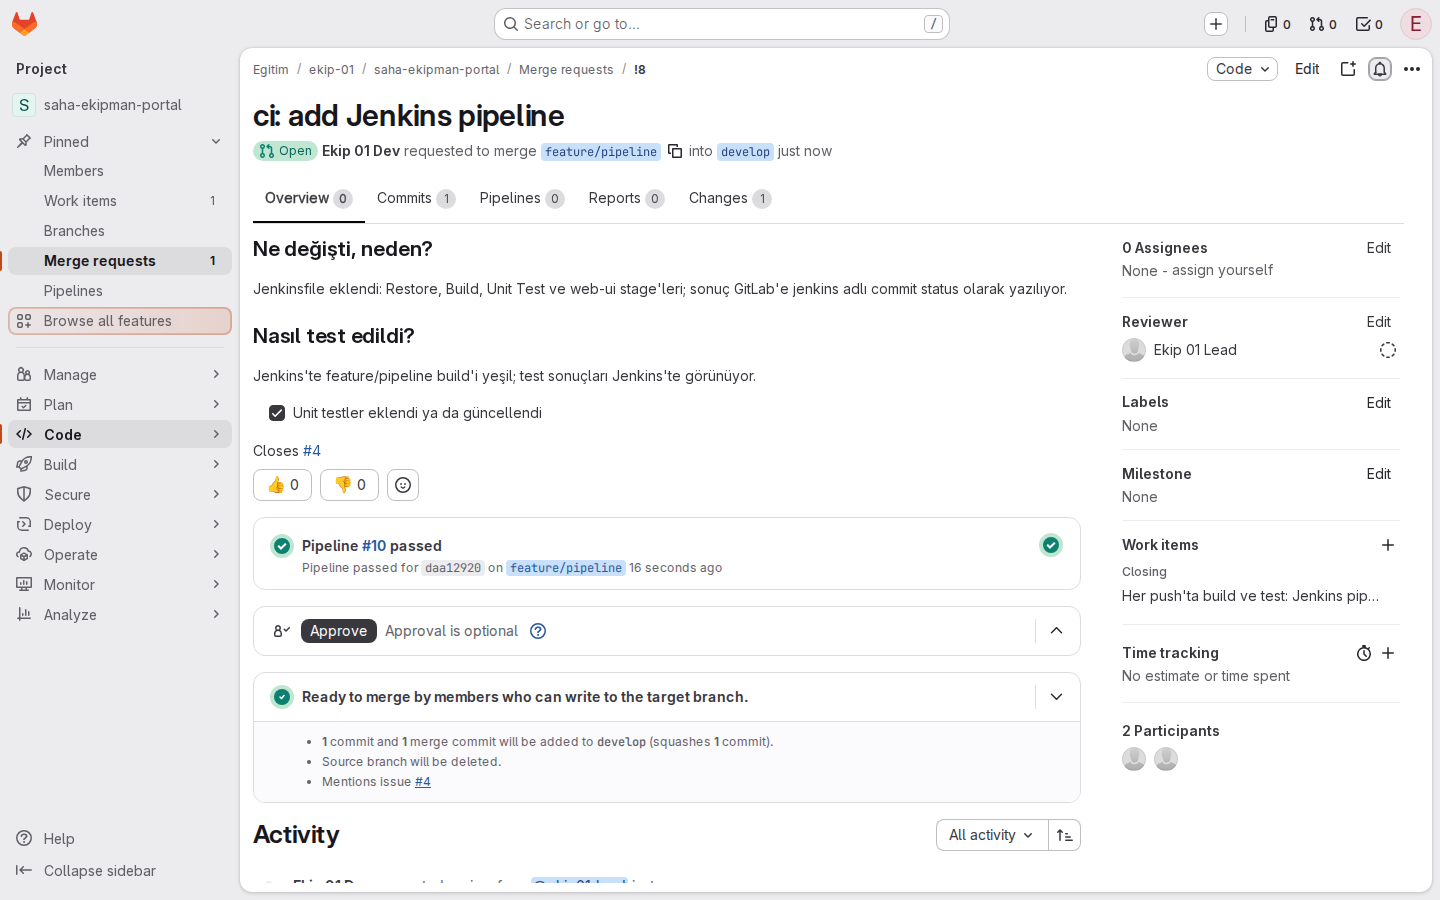 Search or go to...
/
0
0
0
E
Project
S saha-ekipman-portal
Pinned
Members
Work items 1
Branches
Merge requests 1
Pipelines
Browse all features
Manage
Plan
Code
Build
Secure
Deploy
Operate
Monitor
Analyze
Help
Collapse sidebar
Egitim / ekip-01 / saha-ekipman-portal / Merge requests / !8
Code
Edit
ci: add Jenkins pipeline
Open Ekip 01 Dev requested to merge feature/pipeline into develop just now
Overview 0 Commits 1 Pipelines 0 Reports 0 Changes 1
Ne değişti, neden?
Jenkinsfile eklendi: Restore, Build, Unit Test ve web-ui stage'leri; sonuç GitLab'e jenkins adlı commit status olarak yazılıyor.
Nasıl test edildi?
Jenkins'te feature/pipeline build'i yeşil; test sonuçları Jenkins'te görünüyor.
Unit testler eklendi ya da güncellendi
Closes #4
👍 0 👎 0
Pipeline #10 passed
Pipeline passed for daa12920 on feature/pipeline 16 seconds ago
Approve Approval is optional
Ready to merge by members who can write to the target branch.
1 commit and 1 merge commit will be added to develop (squashes 1 commit).
Source branch will be deleted.
Mentions issue #4
Activity
All activity
0 Assignees Edit
None - assign yourself
Reviewer Edit
Ekip 01 Lead
Labels Edit
None
Milestone Edit
None
Work items
Closing
Her push'ta build ve test: Jenkins pip...
Time tracking
No estimate or time spent
2 Participants